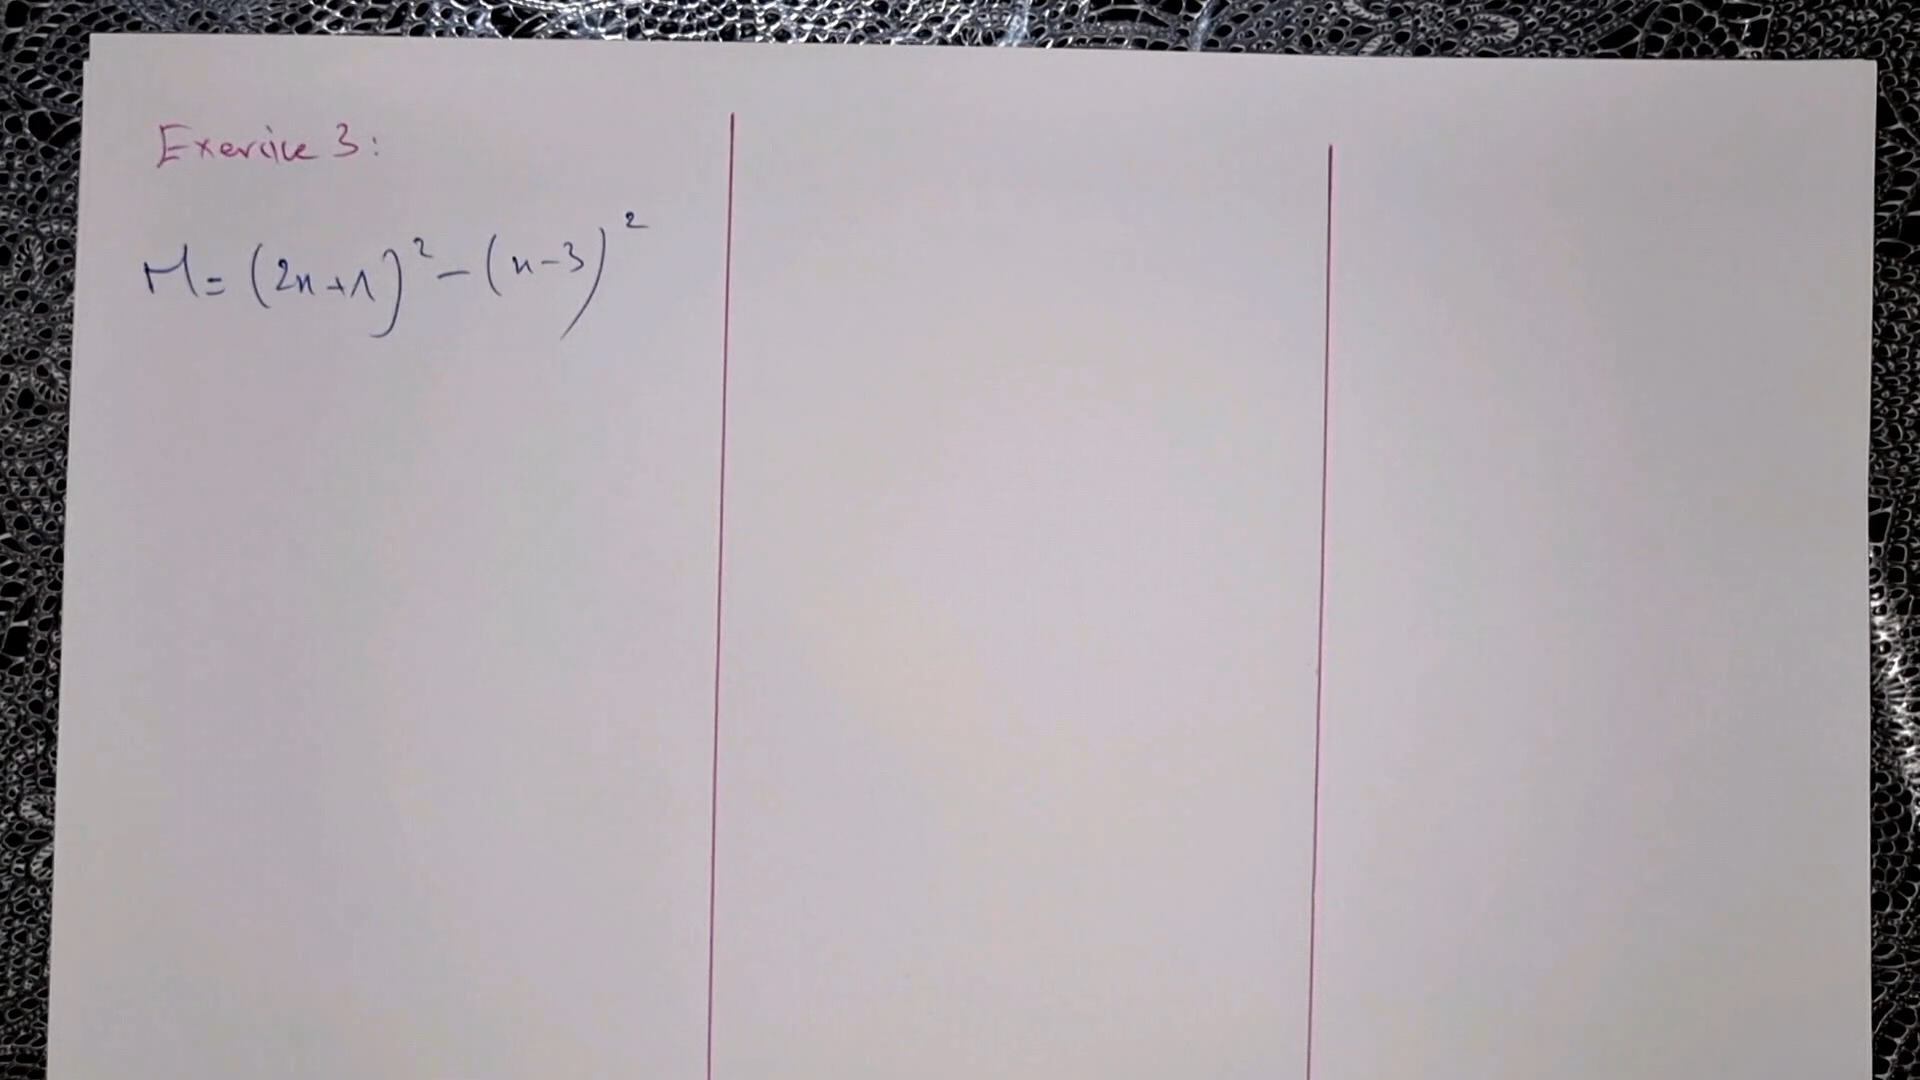 Exercice 3:
M = (2x+1)² - (x-3)²